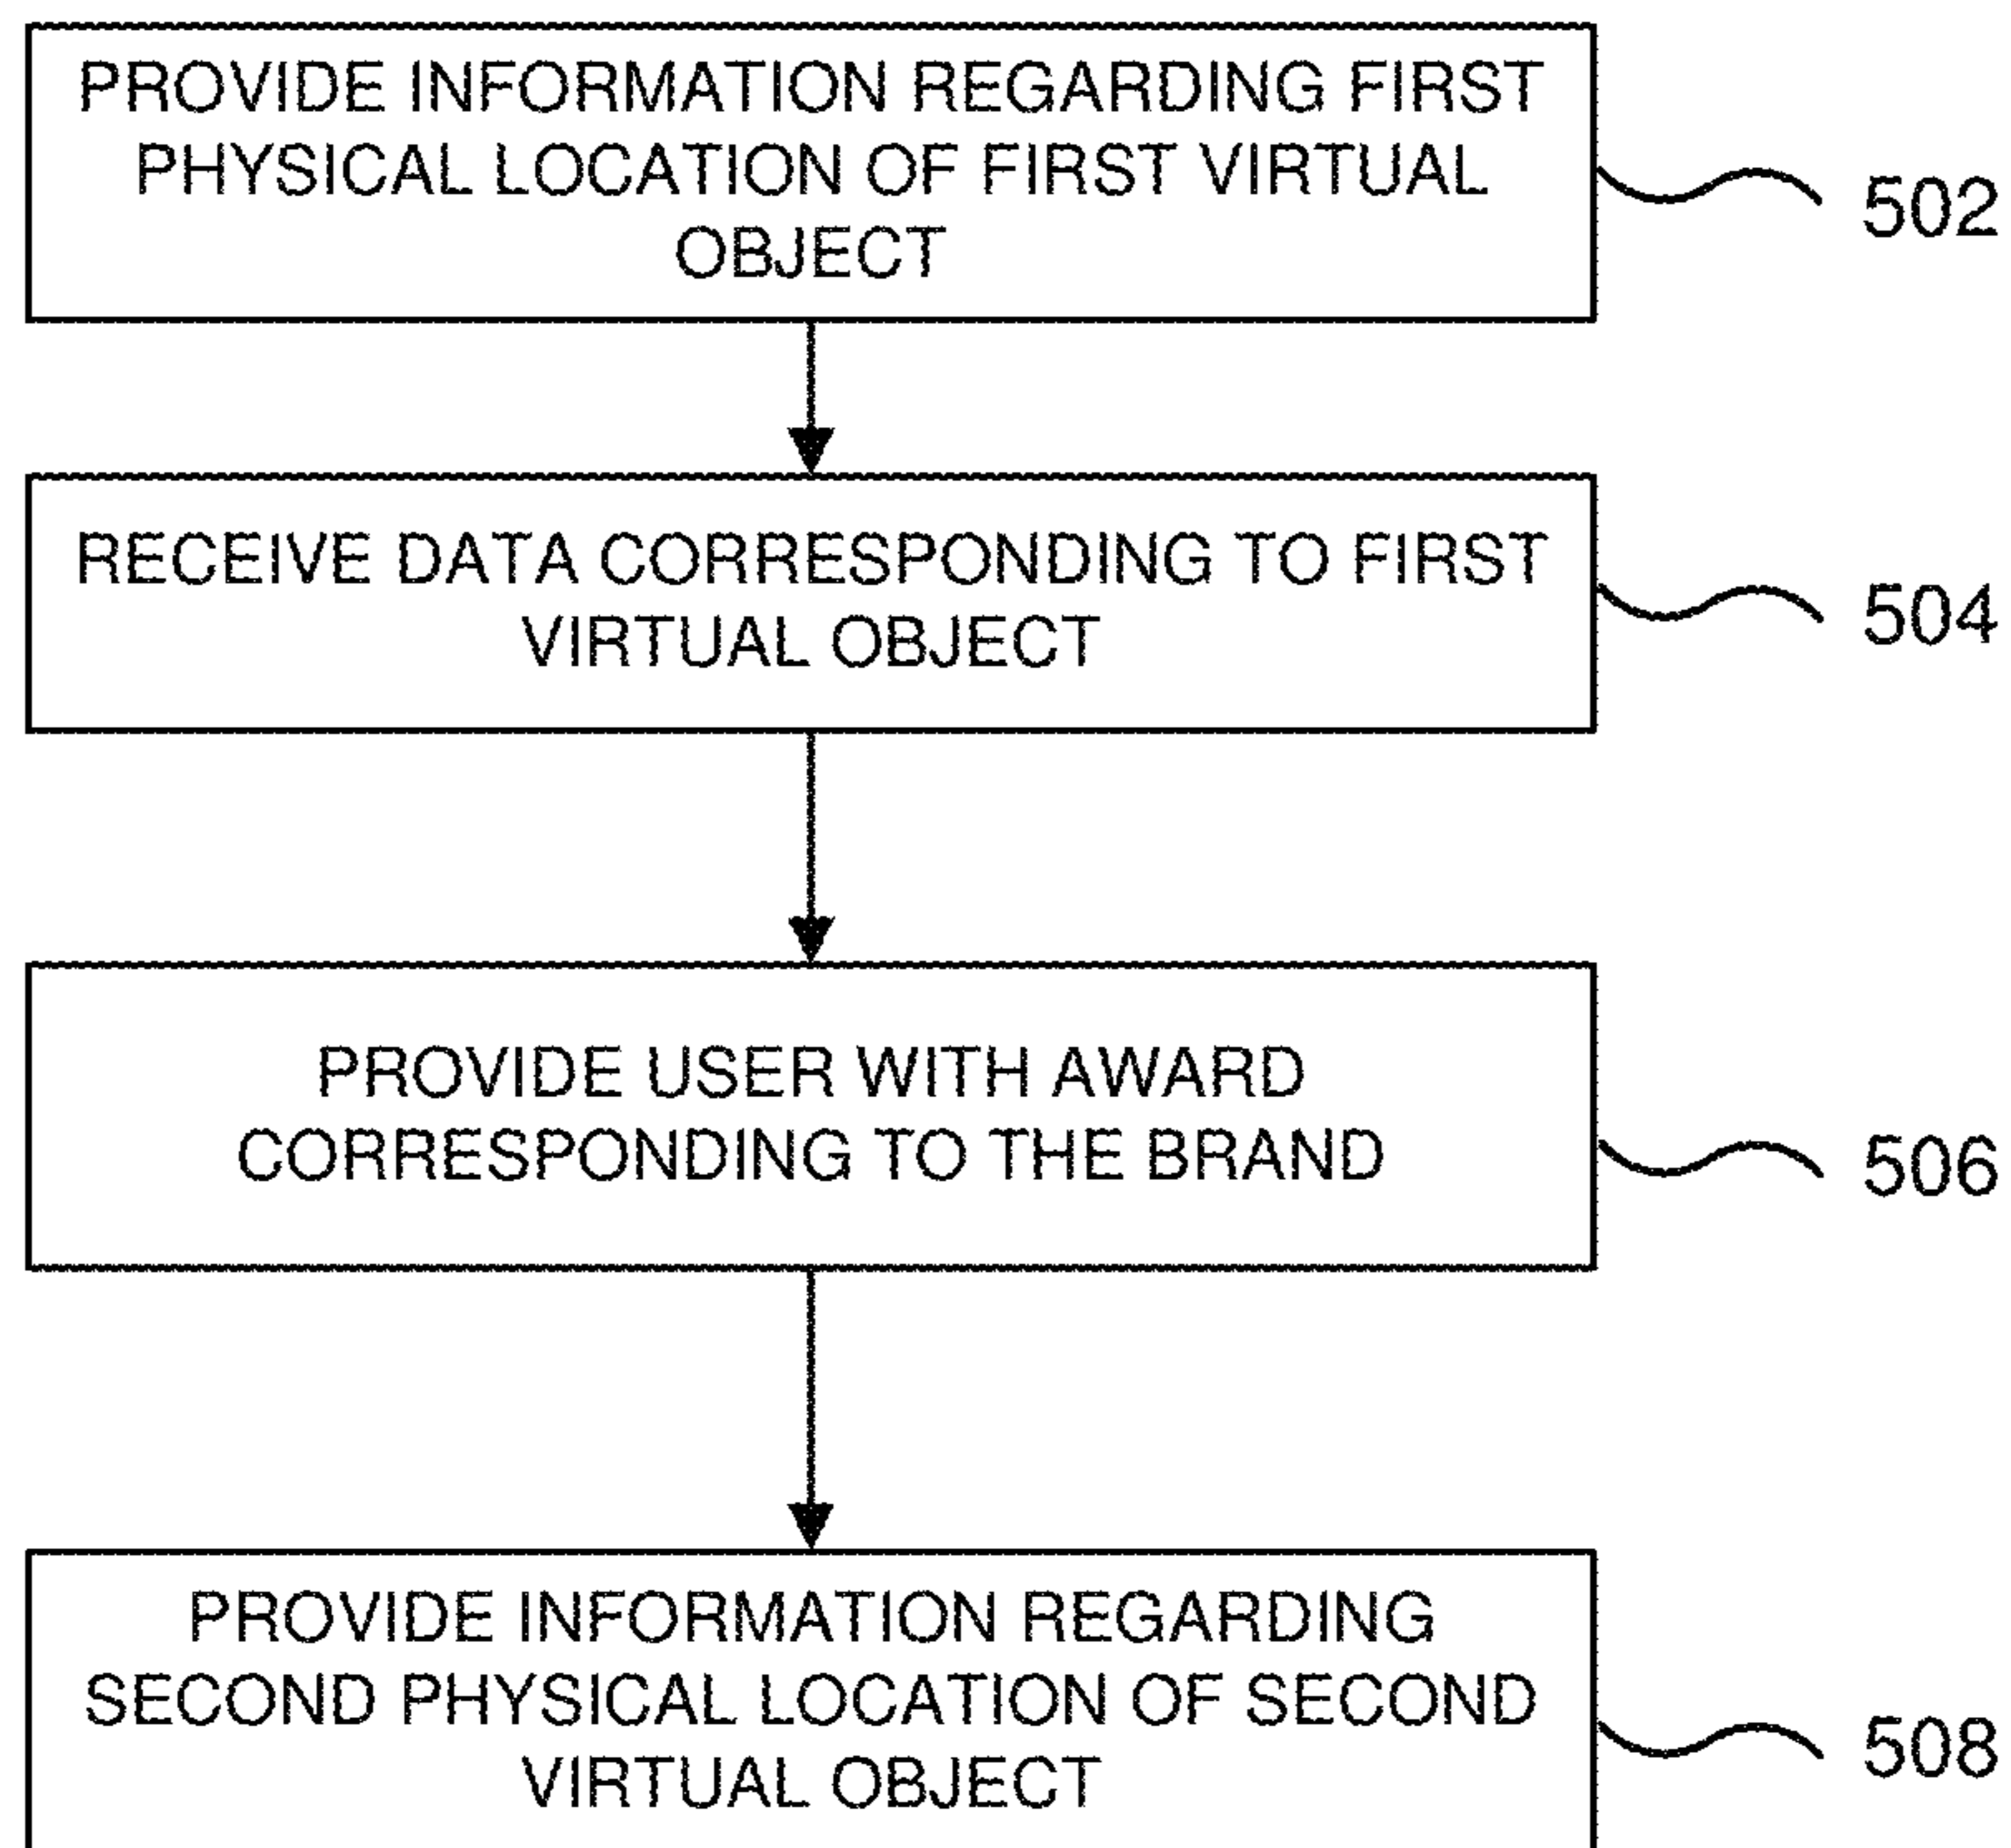 PROVIDE INFORMATION REGARDING FIRST
PHYSICAL LOCATION OF FIRST VIRTUAL
OBJECT
502
RECEIVE DATA CORRESPONDING TO FIRST
VIRTUAL OBJECT
504
PROVIDE USER WITH AWARD
CORRESPONDING TO THE BRAND
506
PROVIDE INFORMATION REGARDING
SECOND PHYSICAL LOCATION OF SECOND
VIRTUAL OBJECT
508